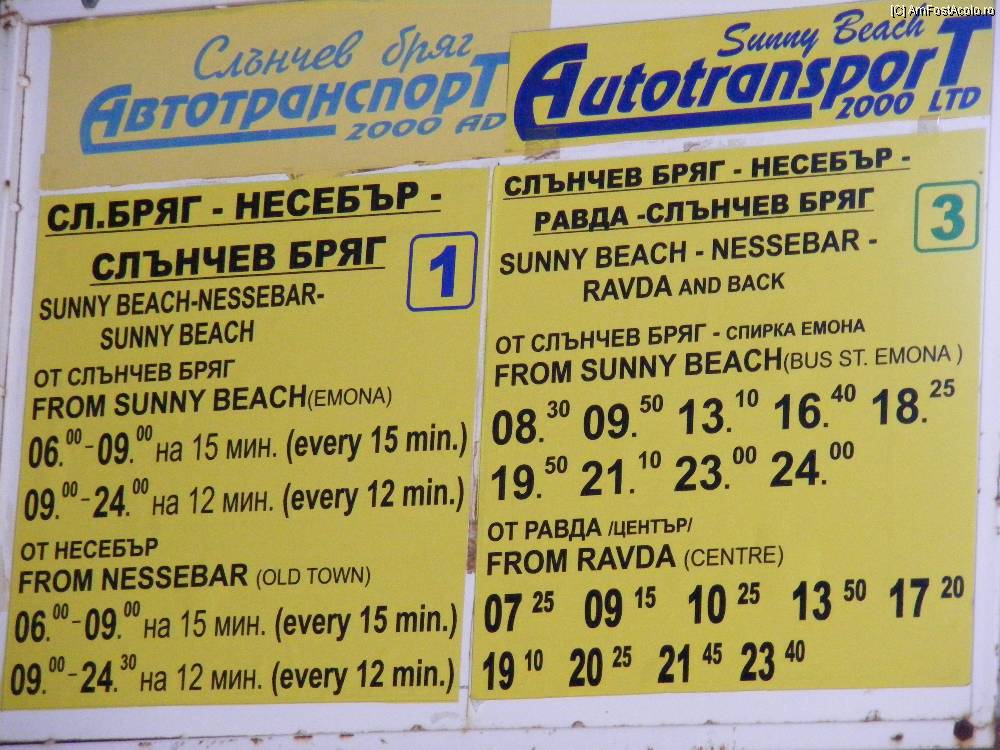 [C] AmFostAcolo.ro
Слънчев бряг
Автотранспорт
2000 АД
Sunny Beach
Autotransport
2000 LTD
СЛ.БРЯГ - НЕСЕБЪР -
СЛЪНЧЕВ БРЯГ
1
SUNNY BEACH-NESSEBAR-
SUNNY BEACH
ОТ СЛЪНЧЕВ БРЯГ
FROM SUNNY BEACH(EMONA)
06.00-09.00 на 15 мин. (every 15 min.)
09.00-24.00 на 12 мин. (every 12 min.)
ОТ НЕСЕБЪР
FROM NESSEBAR (OLD TOWN)
06.00-09.00 на 15 мин. (every 15 min.)
09.00-24.30 на 12 мин. (every 12 min.)
СЛЪНЧЕВ БРЯГ - НЕСЕБЪР -
РАВДА -СЛЪНЧЕВ БРЯГ
3
SUNNY BEACH - NESSEBAR -
RAVDA AND BACK
ОТ СЛЪНЧЕВ БРЯГ - СПИРКА ЕМОНА
FROM SUNNY BEACH(BUS ST. EMONA )
08.30 09.50 13.10 16.40 18.25
19.50 21.10 23.00 24.00
ОТ РАВДА /ЦЕНТЪР/
FROM RAVDA (CENTRE)
07 25 09 15 10 25 13 50 17 20
19 10 20 25 21 45 23 40